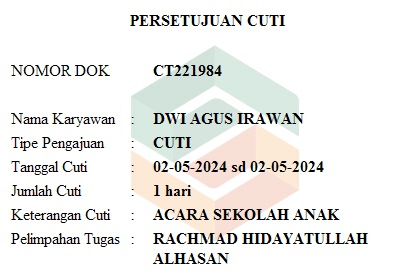 PERSETUJUAN CUTI
NOMOR DOK CT221984
Nama Karyawan : DWI AGUS IRAWAN
Tipe Pengajuan : CUTI
Tanggal Cuti : 02-05-2024 sd 02-05-2024
Jumlah Cuti : 1 hari
Keterangan Cuti : ACARA SEKOLAH ANAK
Pelimpahan Tugas : RACHMAD HIDAYATULLAH
ALHASAN